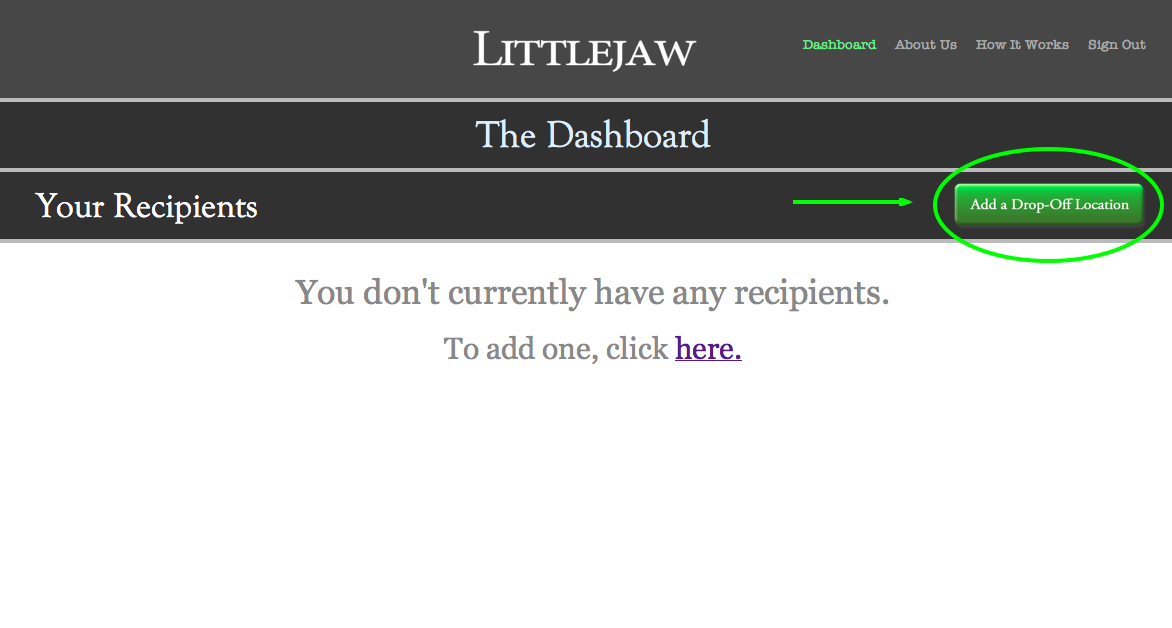 LITTLEJAW
Dashboard About Us How It Works Sign Out
The Dashboard
Your Recipients
Add a Drop-Off Location
You don't currently have any recipients.
To add one, click here.